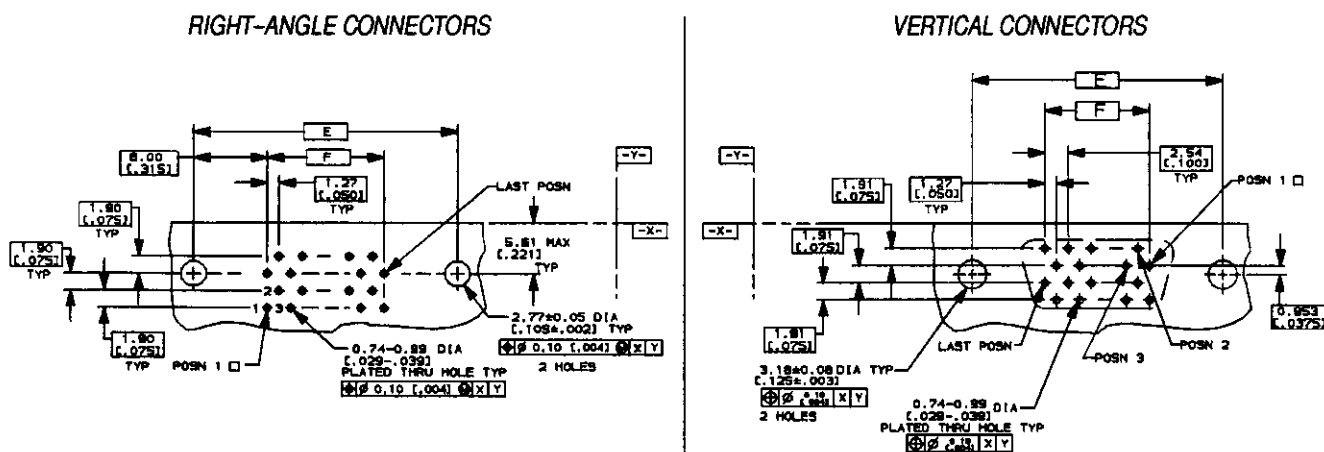 RIGHT-ANGLE CONNECTORS
E
8.00
[.315]
F
1.27
[.050]
TYP
LAST POSN
-Y-
-X-
1.90
[.075]
TYP
1.90
[.075]
TYP
5.61 MAX
[.221]
TYP
2
1 3
1.90
[.075]
TYP
POSN 1 □
0.74-0.99 DIA
[.029-.039]
PLATED THRU HOLE TYP
⌖ Ø 0.10 [.004] Ⓜ X Y
2.77±0.05 DIA
[.109±.002] TYP
⌖ Ø 0.10 [.004] Ⓜ X Y
2 HOLES
VERTICAL CONNECTORS
E
F
2.54
[.100]
TYP
-Y-
-X-
1.91
[.075]
1.27
[.050]
TYP
POSN 1 □
1.91
[.075]
1.91
[.075]
0.953
[.0375]
LAST POSN
POSN 2
POSN 3
3.18±0.08 DIA TYP
[.125±.003]
X Y
2 HOLES
0.74-0.99 DIA
[.029-.039]
PLATED THRU HOLE TYP
X Y